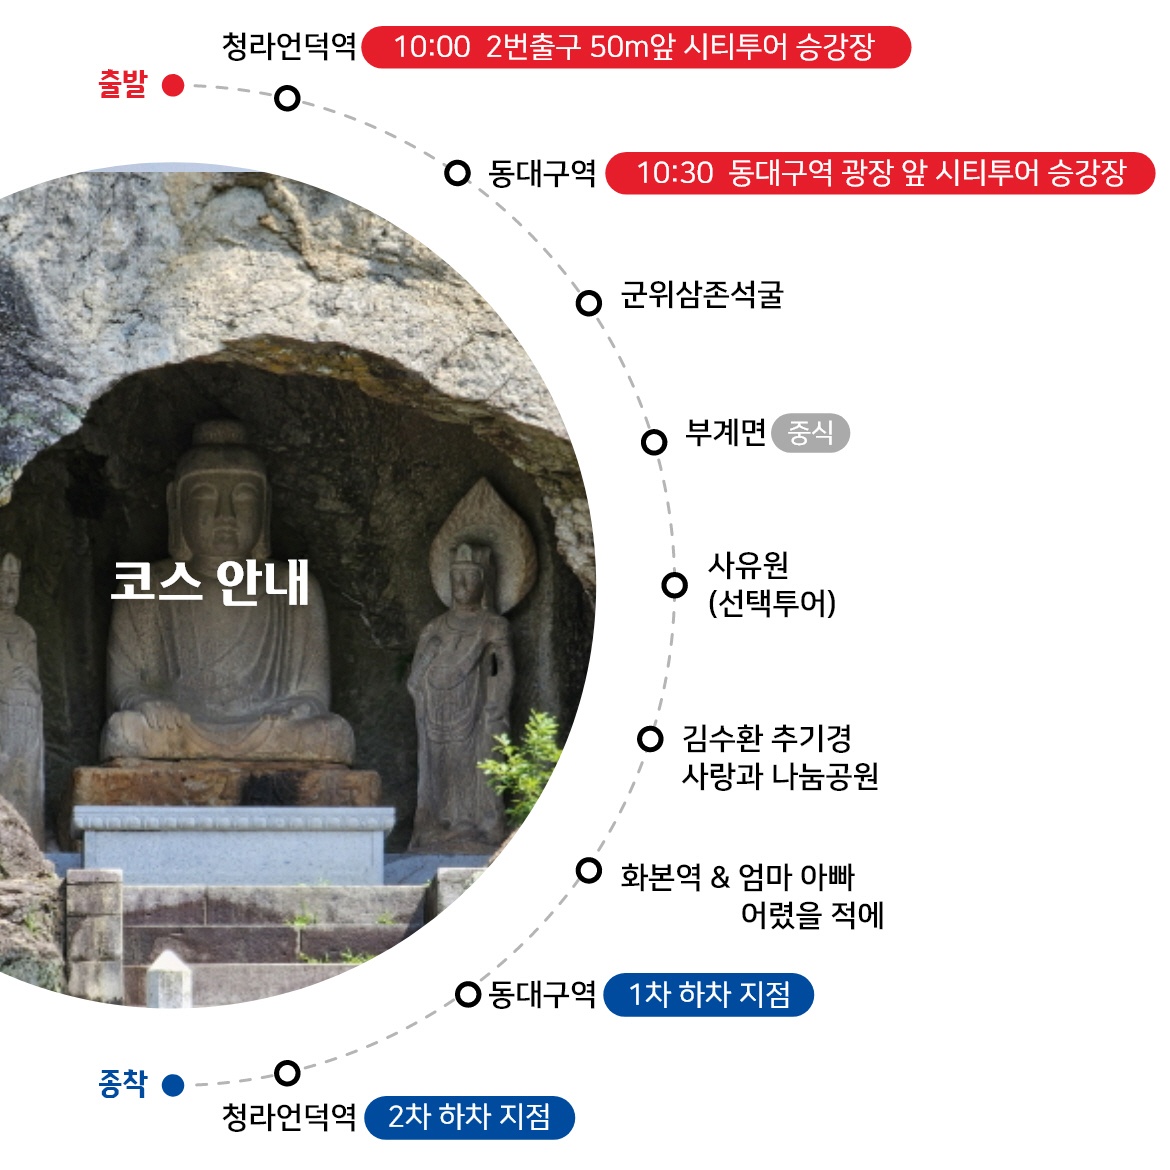 청라언덕역 10:00 2번출구 50m앞 시티투어 승강장
출발
동대구역 10:30 동대구역 광장 앞 시티투어 승강장
군위삼존석굴
부계면 중식
사유원
(선택투어)
코스 안내
김수환 추기경
사랑과 나눔공원
화본역 & 엄마 아빠
어렸을 적에
동대구역 1차 하차 지점
종착
청라언덕역 2차 하차 지점